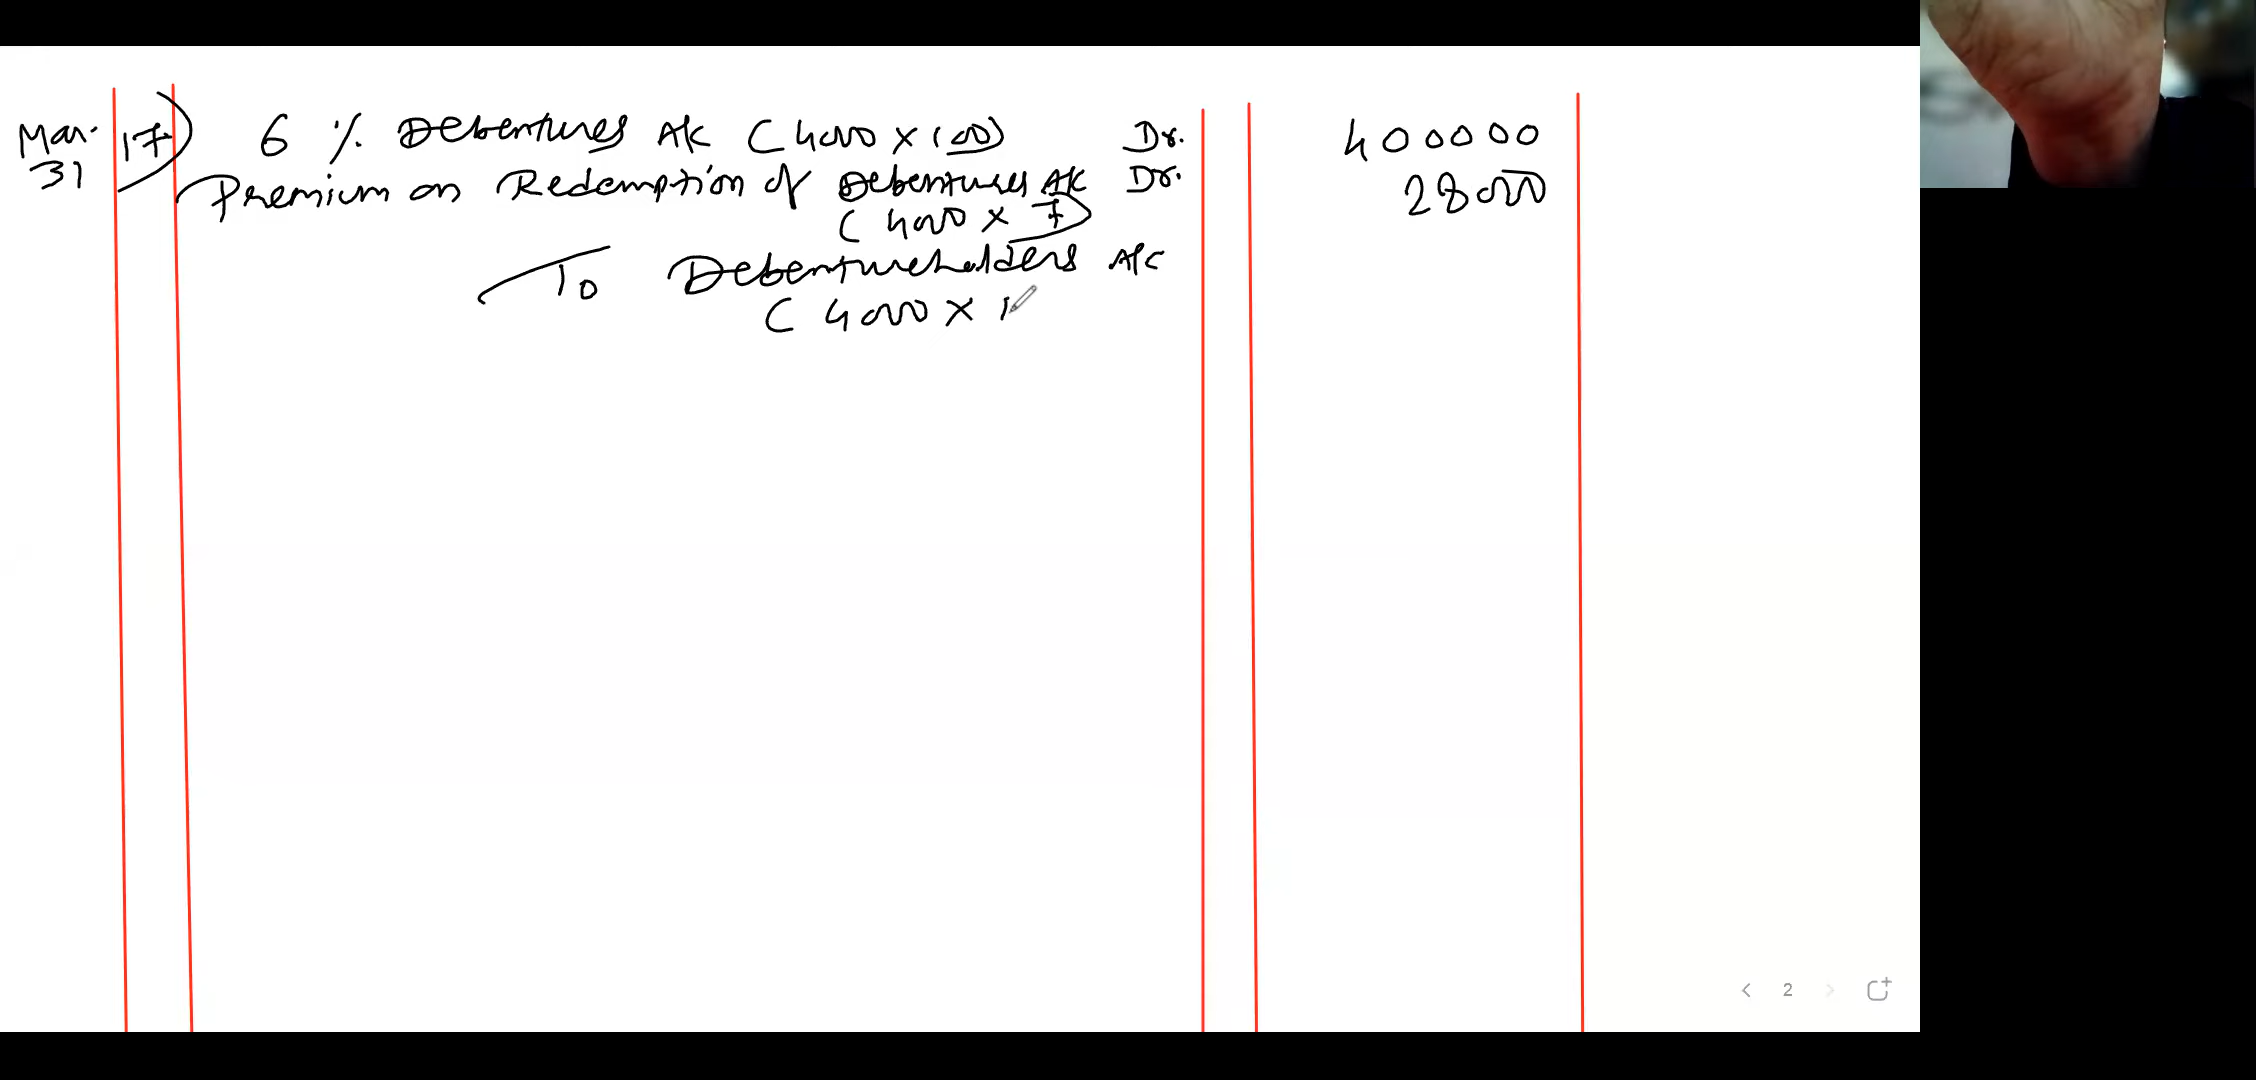 Mar. 17) 6 % Debentures A/c (4000 x 100) Dr. 400000
31 Premium on Redemption of Debentures A/c Dr. 28000
(4000 x 7)
To Debentureholders A/c
(4000 x 1
2